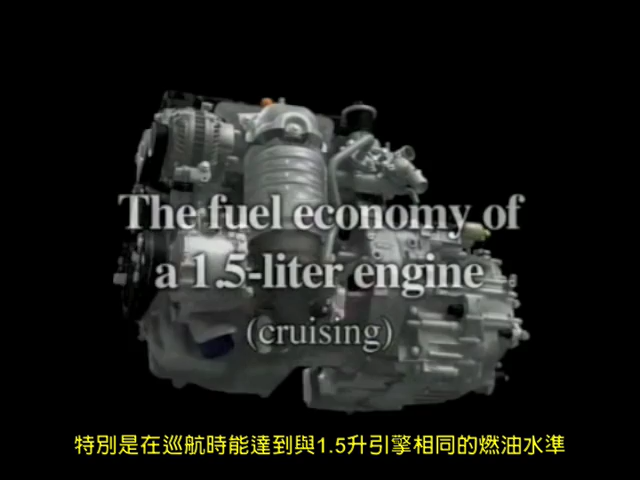 The fuel economy of
a 1.5-liter engine
(cruising)
特別是在巡航時能達到與1.5升引擎相同的燃油水準